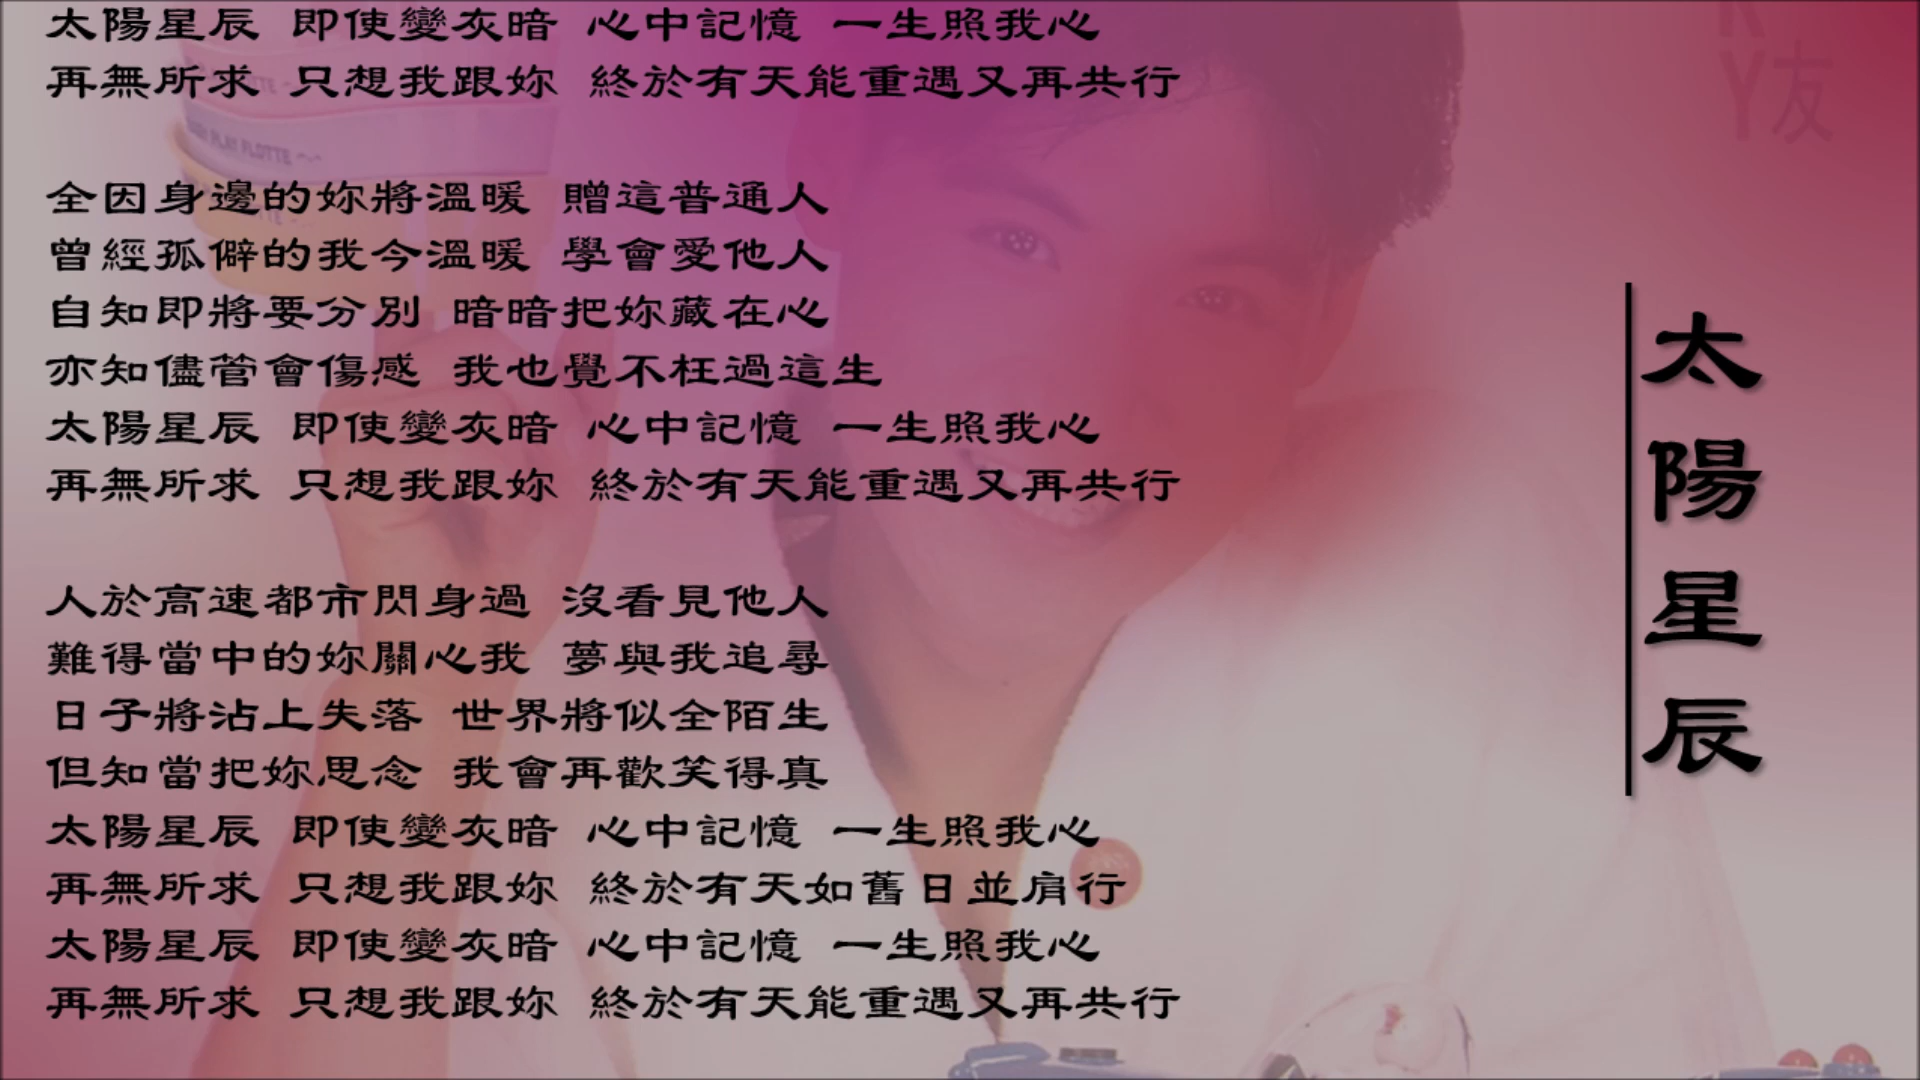 太陽星辰 即使變灰暗 心中記憶 一生照我心
再無所求 只想我跟妳 終於有天能重遇又再共行
全因身邊的妳將溫暖 贈這普通人
曾經孤僻的我今溫暖 學會愛他人
自知即將要分別 暗暗把妳藏在心
亦知儘管會傷感 我也覺不枉過這生
太陽星辰 即使變灰暗 心中記憶 一生照我心
再無所求 只想我跟妳 終於有天能重遇又再共行
人於高速都市閃身過 沒看見他人
難得當中的妳關心我 夢與我追尋
日子將沾上失落 世界將似全陌生
但知當把妳思念 我會再歡笑得真
太陽星辰 即使變灰暗 心中記憶 一生照我心
再無所求 只想我跟妳 終於有天如舊日並肩行
太陽星辰 即使變灰暗 心中記憶 一生照我心
再無所求 只想我跟妳 終於有天能重遇又再共行
太陽星辰
Y友
PLAY FLOTTE